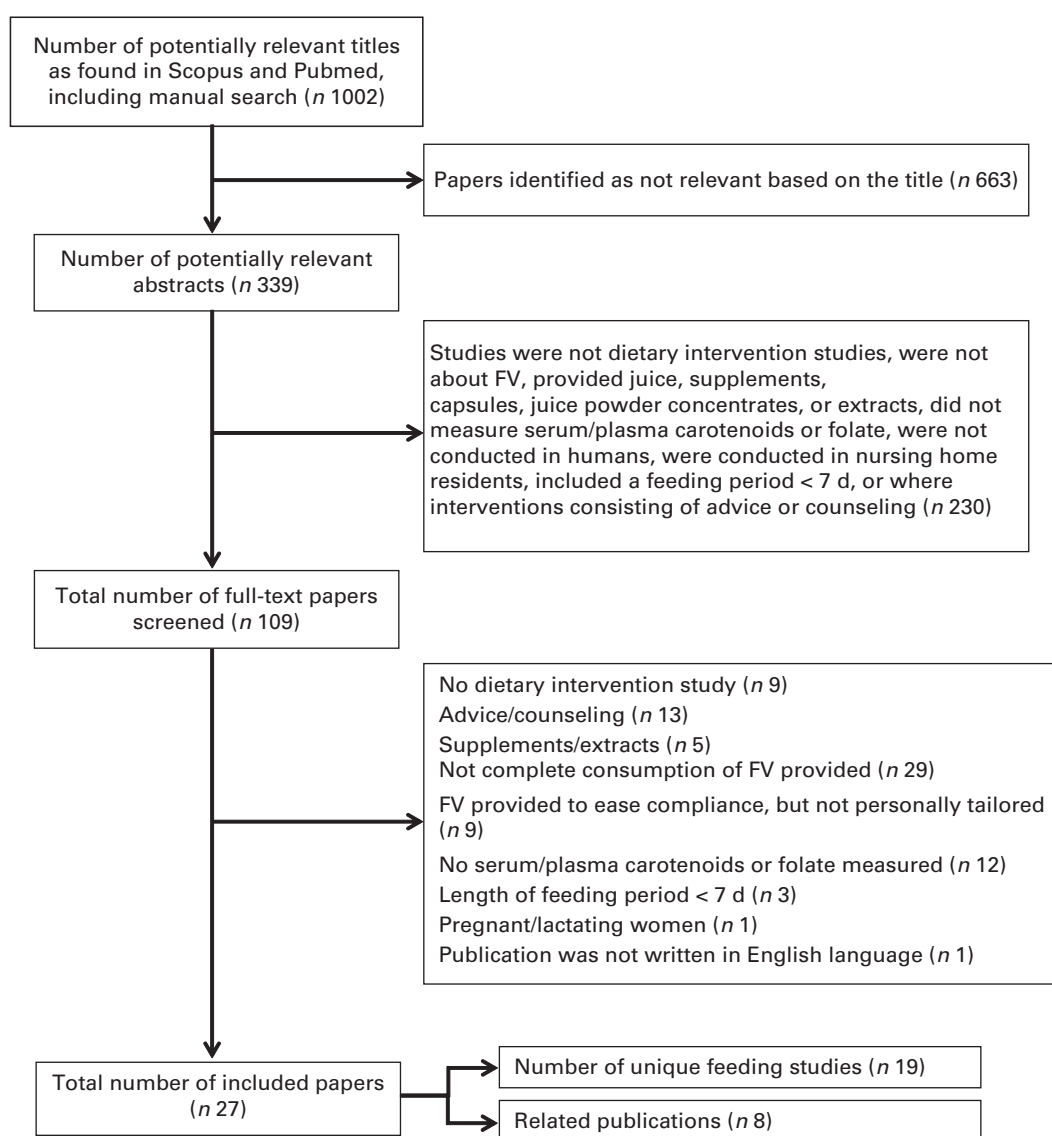 Number of potentially relevant titles
as found in Scopus and Pubmed,
including manual search (n 1002)
Papers identified as not relevant based on the title (n 663)
Number of potentially relevant
abstracts (n 339)
Studies were not dietary intervention studies, were not
about FV, provided juice, supplements,
capsules, juice powder concentrates, or extracts, did not
measure serum/plasma carotenoids or folate, were not
conducted in humans, were conducted in nursing home
residents, included a feeding period < 7 d, or where
interventions consisting of advice or counseling (n 230)
Total number of full-text papers
screened (n 109)
No dietary intervention study (n 9)
Advice/counseling (n 13)
Supplements/extracts (n 5)
Not complete consumption of FV provided (n 29)
FV provided to ease compliance, but not personally tailored
(n 9)
No serum/plasma carotenoids or folate measured (n 12)
Length of feeding period < 7 d (n 3)
Pregnant/lactating women (n 1)
Publication was not written in English language (n 1)
Total number of included papers
(n 27)
Number of unique feeding studies (n 19)
Related publications (n 8)